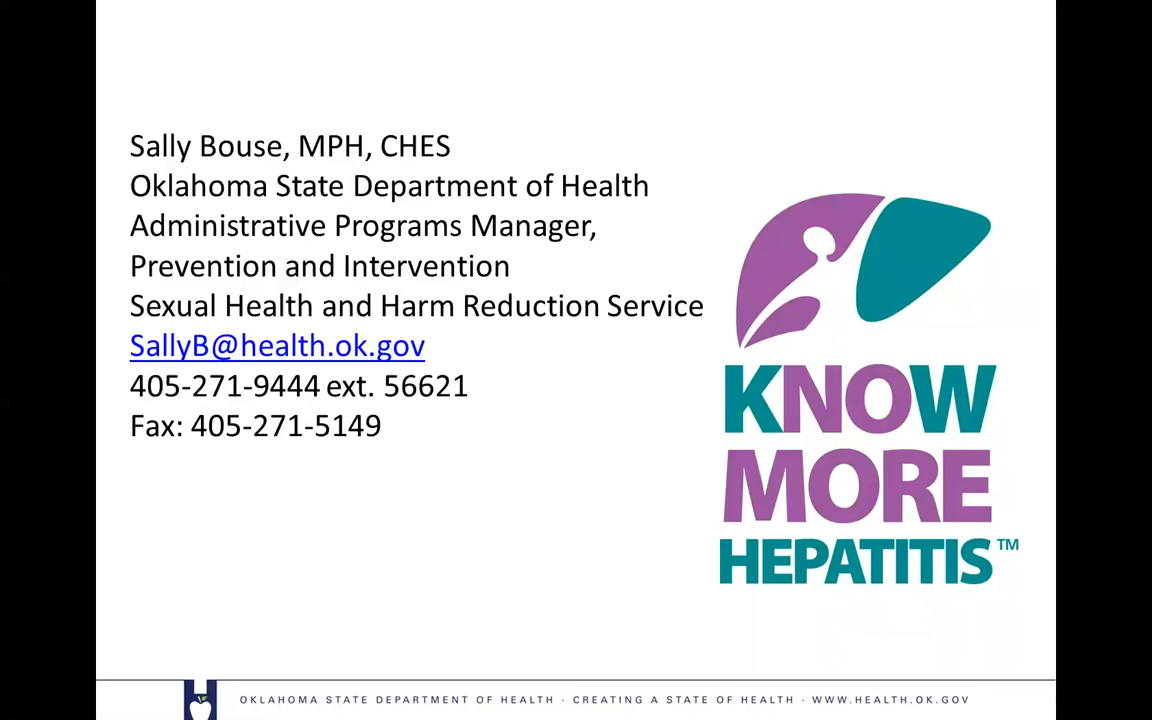 Sally Bouse, MPH, CHES
Oklahoma State Department of Health
Administrative Programs Manager,
Prevention and Intervention
Sexual Health and Harm Reduction Service
SallyB@health.ok.gov
405-271-9444 ext. 56621
Fax: 405-271-5149
KNOW
MORE
HEPATITIS™
OKLAHOMA STATE DEPARTMENT OF HEALTH · CREATING A STATE OF HEALTH · WWW.HEALTH.OK.GOV